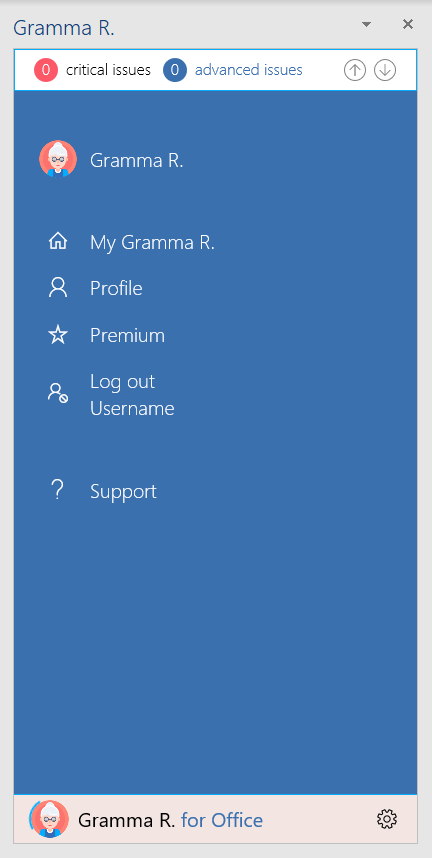 Gramma R.
0 critical issues 0 advanced issues
Gramma R.
My Gramma R.
Profile
Premium
Log out
Username
Support
Gramma R. for Office